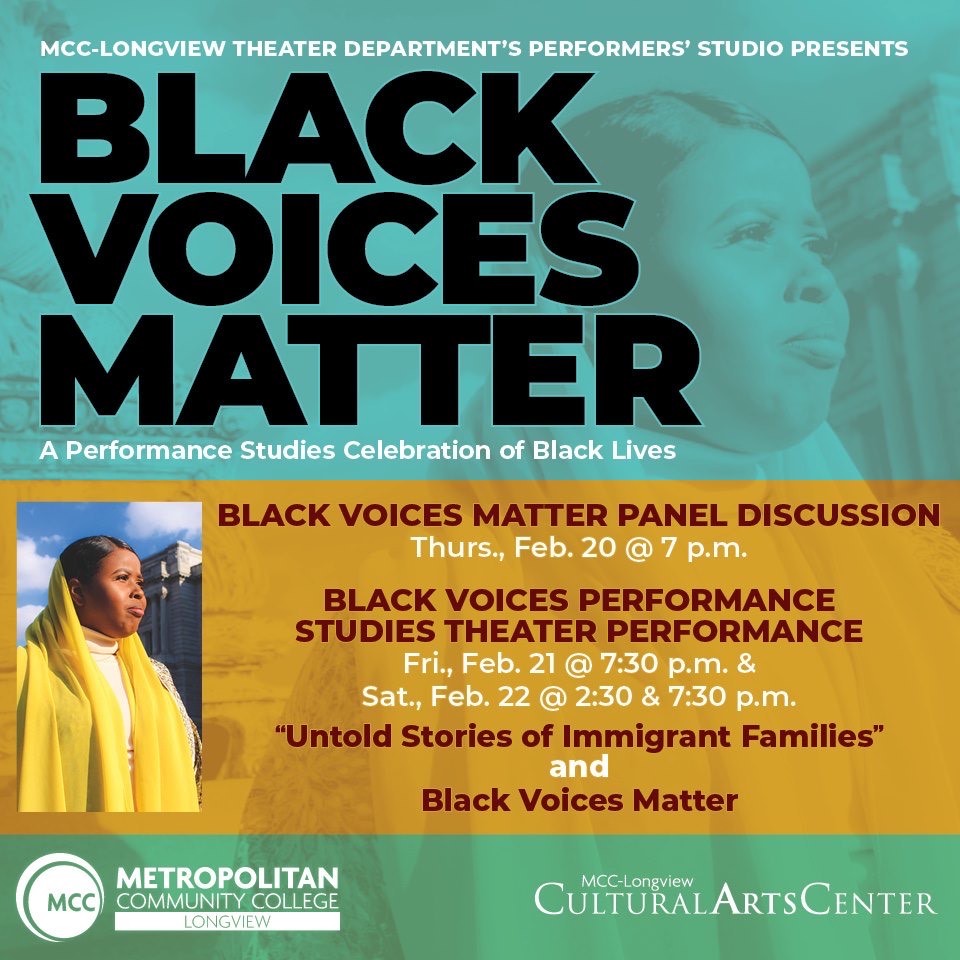 MCC-LONGVIEW THEATER DEPARTMENT’S PERFORMERS’ STUDIO PRESENTS
BLACK
VOICES
MATTER
A Performance Studies Celebration of Black Lives
BLACK VOICES MATTER PANEL DISCUSSION
Thurs., Feb. 20 @ 7 p.m.
BLACK VOICES PERFORMANCE
STUDIES THEATER PERFORMANCE
Fri., Feb. 21 @ 7:30 p.m. &
Sat., Feb. 22 @ 2:30 & 7:30 p.m.
“Untold Stories of Immigrant Families”
and
Black Voices Matter
MCC
METROPOLITAN
COMMUNITY COLLEGE
LONGVIEW
MCC-Longview
CULTURALARTSCENTER